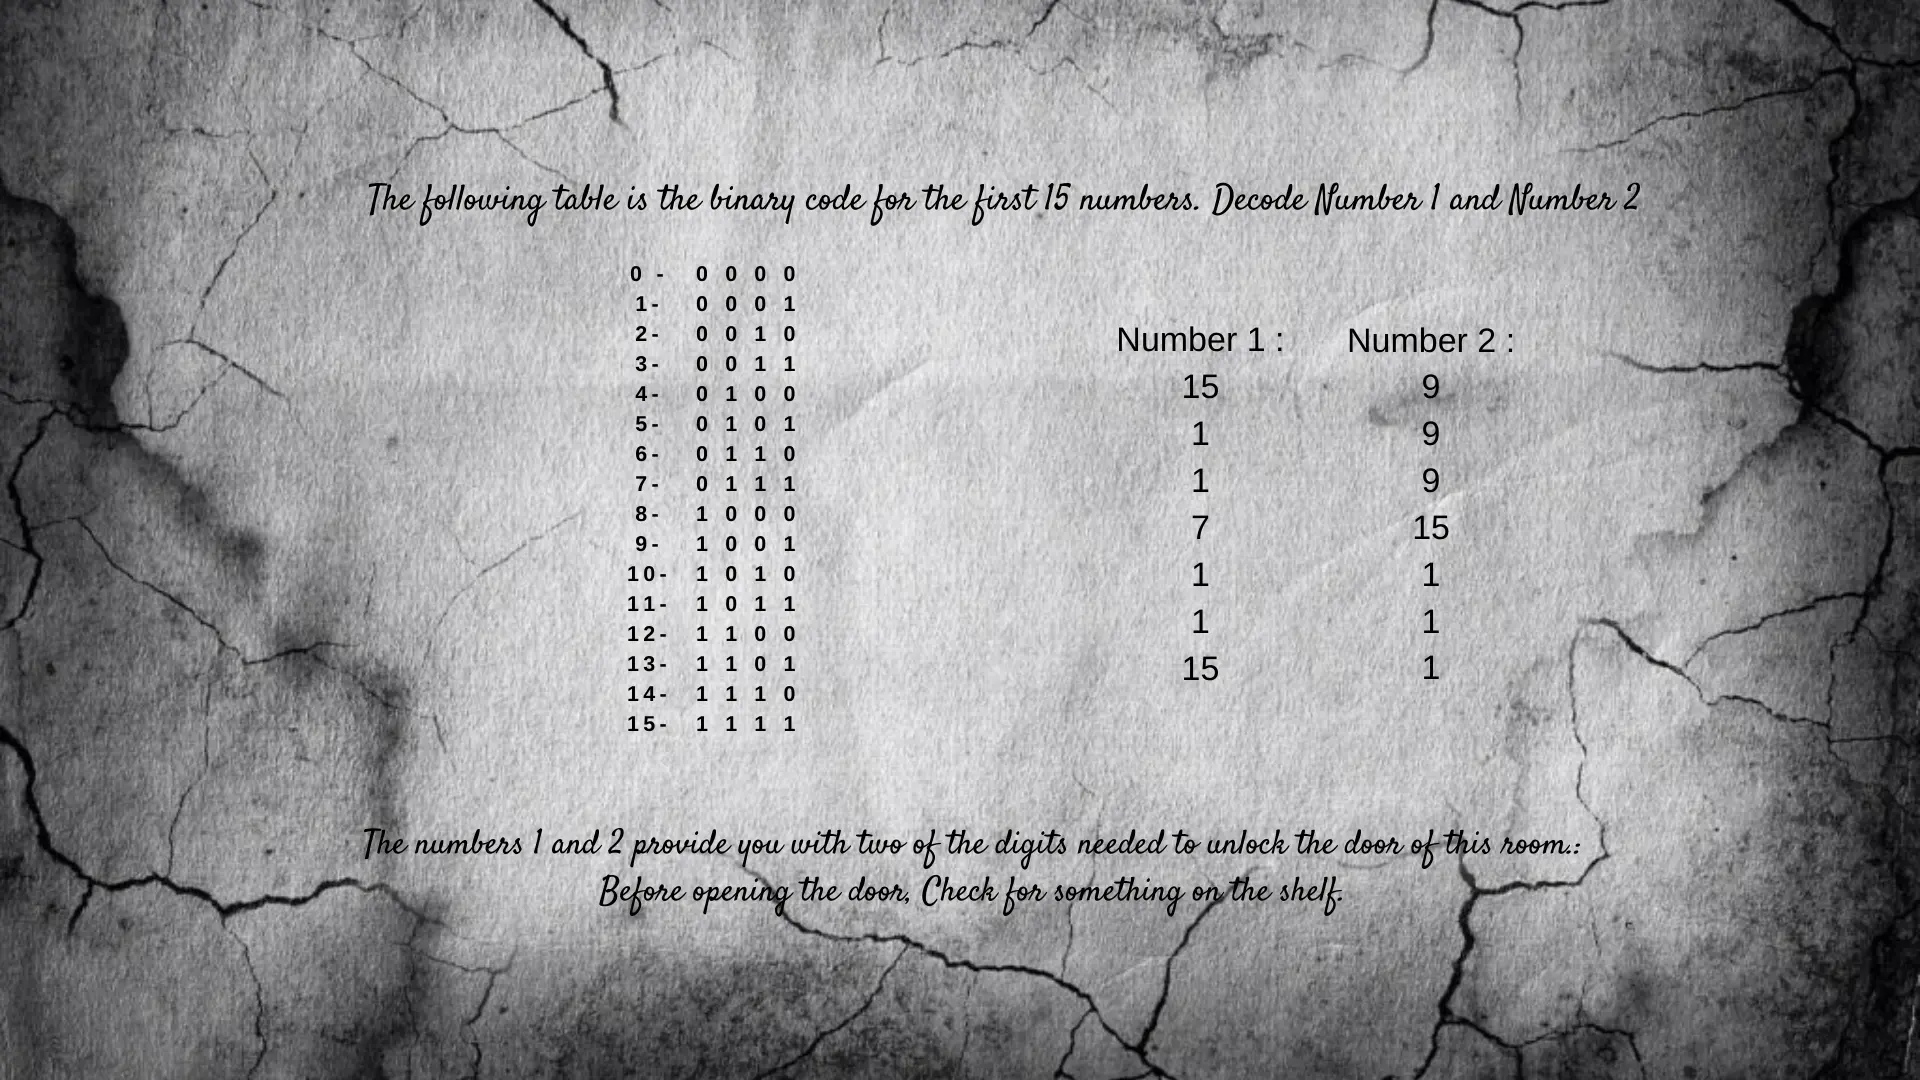 The following table is the binary code for the first 15 numbers. Decode Number 1 and Number 2
0 - 0 0 0 0
1- 0 0 0 1
2- 0 0 1 0
3- 0 0 1 1
4- 0 1 0 0
5- 0 1 0 1
6- 0 1 1 0
7- 0 1 1 1
8- 1 0 0 0
9- 1 0 0 1
10- 1 0 1 0
11- 1 0 1 1
12- 1 1 0 0
13- 1 1 0 1
14- 1 1 1 0
15- 1 1 1 1
Number 1 :
15
1
1
7
1
1
15
Number 2 :
9
9
9
15
1
1
1
The numbers 1 and 2 provide you with two of the digits needed to unlock the door of this room.:
Before opening the door, Check for something on the shelf.